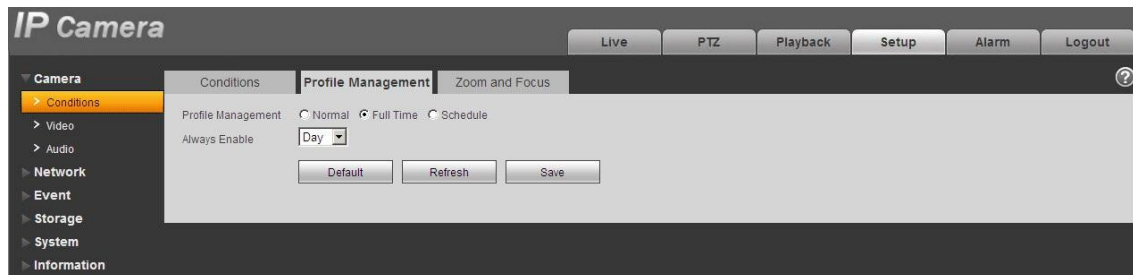 IP Camera
Live PTZ Playback Setup Alarm Logout
Camera
Conditions
Video
Audio
Network
Event
Storage
System
Information
Conditions Profile Management Zoom and Focus
?
Profile Management Normal Full Time Schedule
Always Enable Day
Default Refresh Save